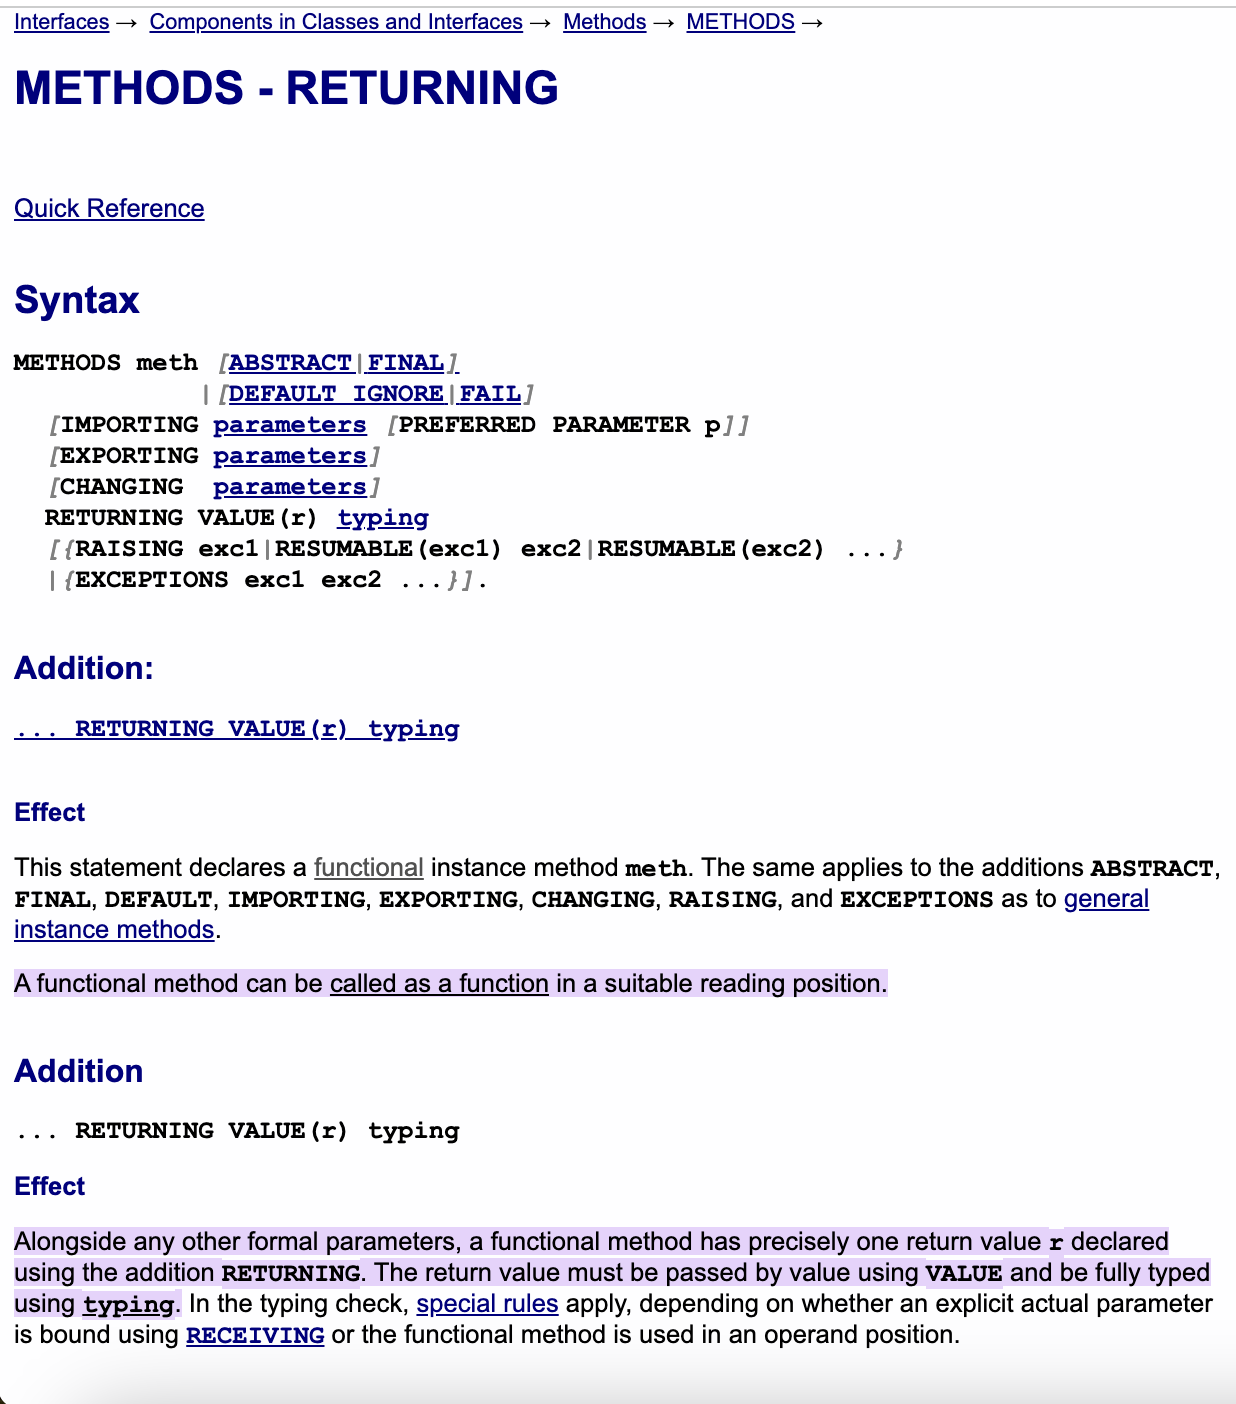 Interfaces → Components in Classes and Interfaces → Methods → METHODS →
METHODS - RETURNING
Quick Reference
Syntax
METHODS meth [ABSTRACT|FINAL]
|[DEFAULT IGNORE|FAIL]
[IMPORTING parameters [PREFERRED PARAMETER p]]
[EXPORTING parameters]
[CHANGING parameters]
RETURNING VALUE(r) typing
[{RAISING exc1|RESUMABLE(exc1) exc2|RESUMABLE(exc2) ...}
|{EXCEPTIONS exc1 exc2 ...}].
Addition:
... RETURNING VALUE(r) typing
Effect
This statement declares a functional instance method meth. The same applies to the additions ABSTRACT,
FINAL, DEFAULT, IMPORTING, EXPORTING, CHANGING, RAISING, and EXCEPTIONS as to general
instance methods.
A functional method can be called as a function in a suitable reading position.
Addition
... RETURNING VALUE(r) typing
Effect
Alongside any other formal parameters, a functional method has precisely one return value r declared
using the addition RETURNING. The return value must be passed by value using VALUE and be fully typed
using typing. In the typing check, special rules apply, depending on whether an explicit actual parameter
is bound using RECEIVING or the functional method is used in an operand position.